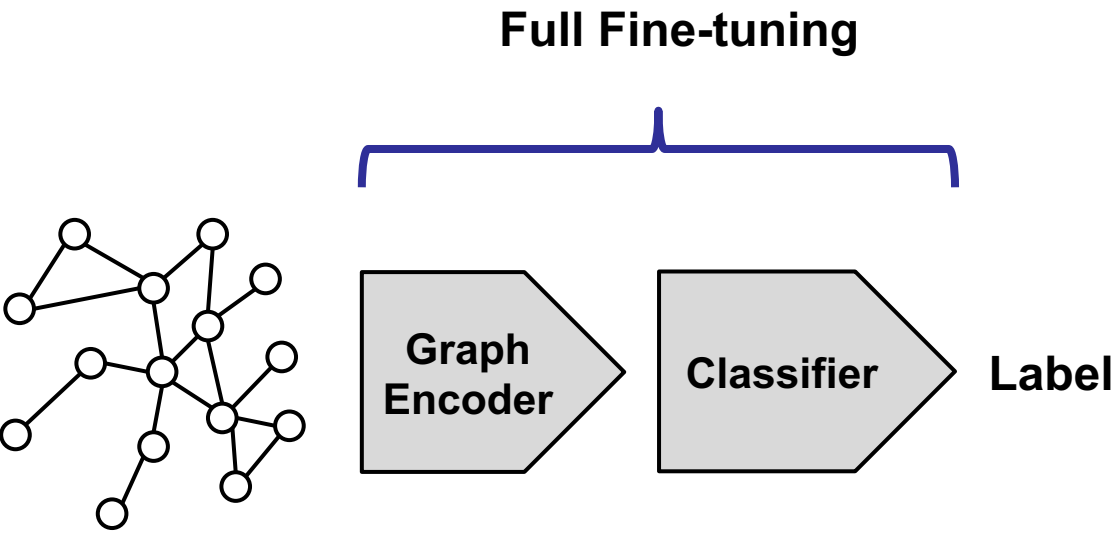 Full Fine-tuning
Graph
Encoder
Classifier
Label